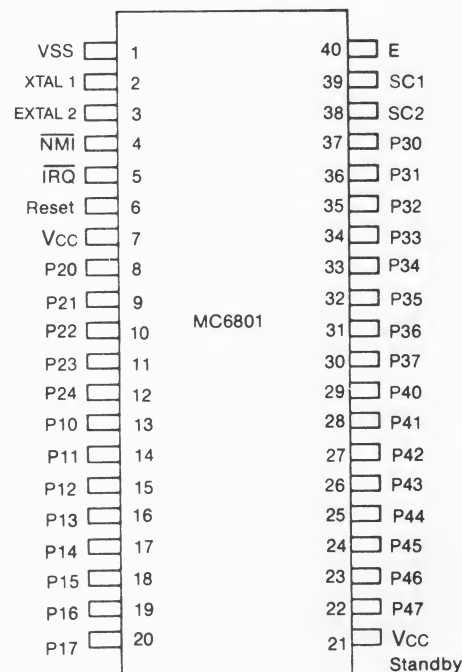 VSS 1 40 E
XTAL 1 2 39 SC1
EXTAL 2 3 38 SC2
NMI 4 37 P30
IRQ 5 36 P31
Reset 6 35 P32
VCC 7 34 P33
P20 8 33 P34
P21 9 32 P35
P22 10 MC6801 31 P36
P23 11 30 P37
P24 12 29 P40
P10 13 28 P41
P11 14 27 P42
P12 15 26 P43
P13 16 25 P44
P14 17 24 P45
P15 18 23 P46
P16 19 22 P47
P17 20 21 VCC
Standby